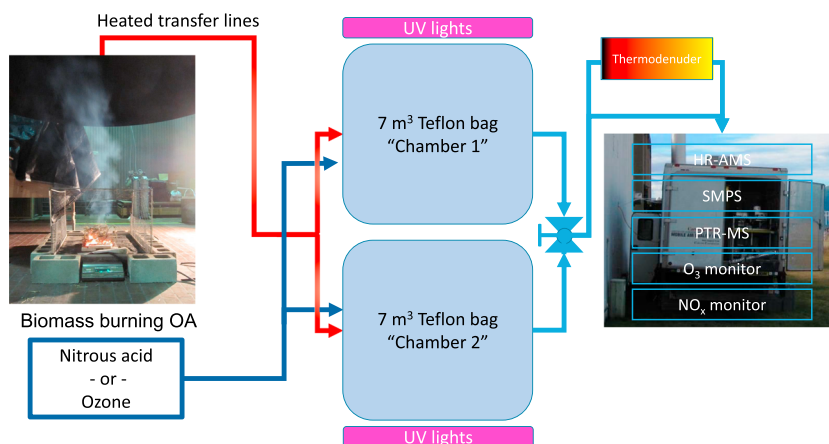 Heated transfer lines
UV lights
Thermodenuder
7 m³ Teflon bag
“Chamber 1”
HR-AMS
SMPS
PTR-MS
O₃ monitor
NOₓ monitor
7 m³ Teflon bag
“Chamber 2”
Biomass burning OA
Nitrous acid
- or -
Ozone
UV lights